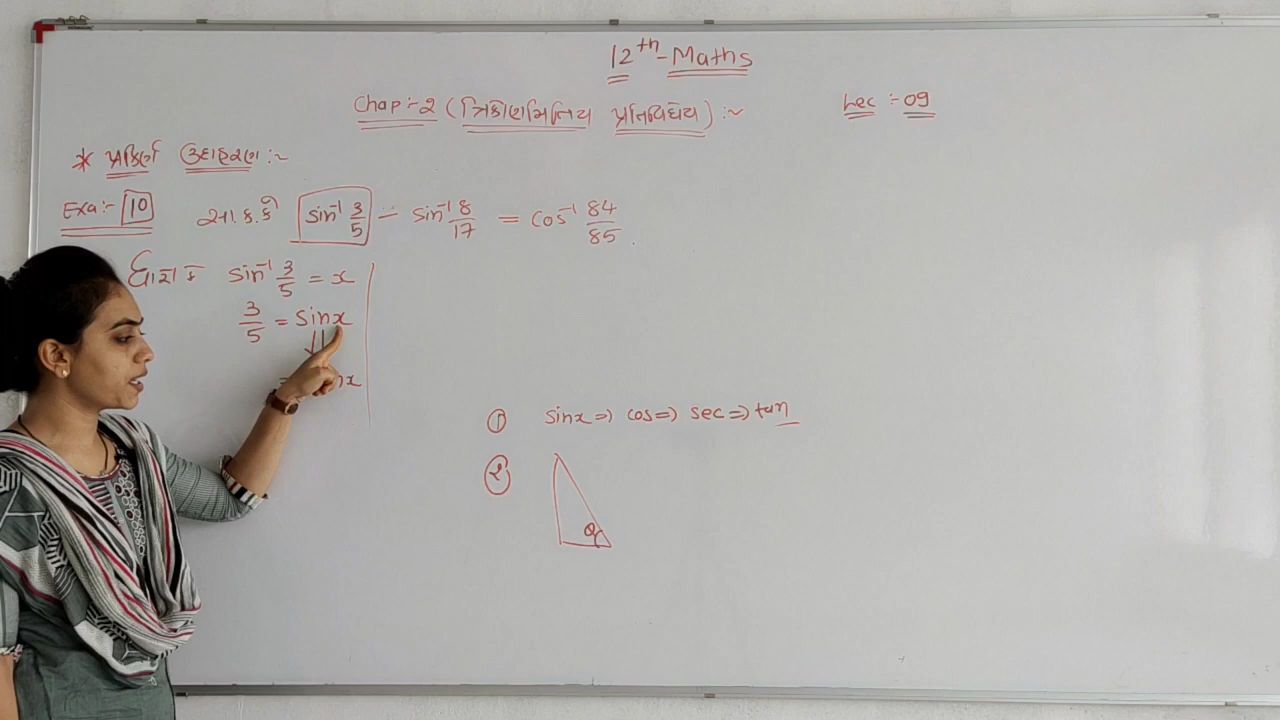 12th - Maths
Chap :- 2 (ત્રિકોણમિતિય પ્રતિવિધેય) :~
Lec :- 09
* પ્રકિર્ણ ઉદાહરણ :~
Exa :- 10 સા.ક.કે sin⁻¹ 3/5 - sin⁻¹ 8/17 = cos⁻¹ 84/85.
ધારો કે sin⁻¹ 3/5 = x
3/5 = sinx
① sinx ⇒ cos ⇒ sec ⇒ tan
②
θ